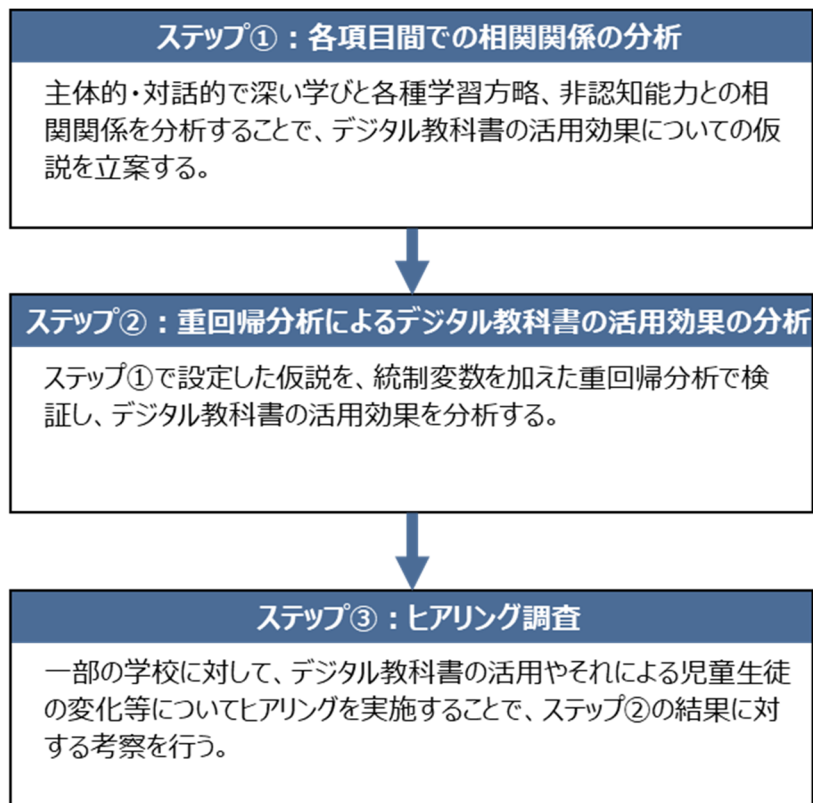 ステップ①：各項目間での相関関係の分析
主体的・対話的で深い学びと各種学習方略、非認知能力との相
関関係を分析することで、デジタル教科書の活用効果についての仮
説を立案する。
ステップ②：重回帰分析によるデジタル教科書の活用効果の分析
ステップ①で設定した仮説を、統制変数を加えた重回帰分析で検
証し、デジタル教科書の活用効果を分析する。
ステップ③：ヒアリング調査
一部の学校に対して、デジタル教科書の活用やそれによる児童生徒
の変化等についてヒアリングを実施することで、ステップ②の結果に対
する考察を行う。